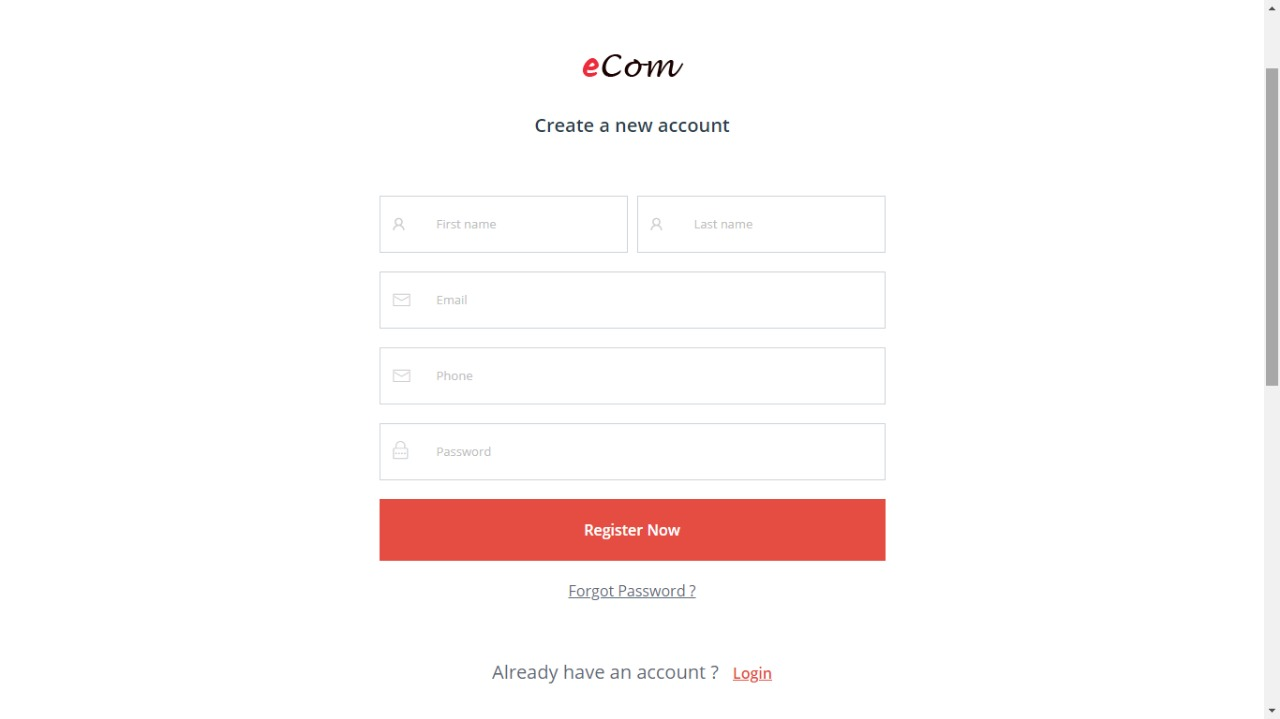 eCom
Create a new account
First name
Last name
Email
Phone
Password
Register Now
Forgot Password ?
Already have an account ? Login